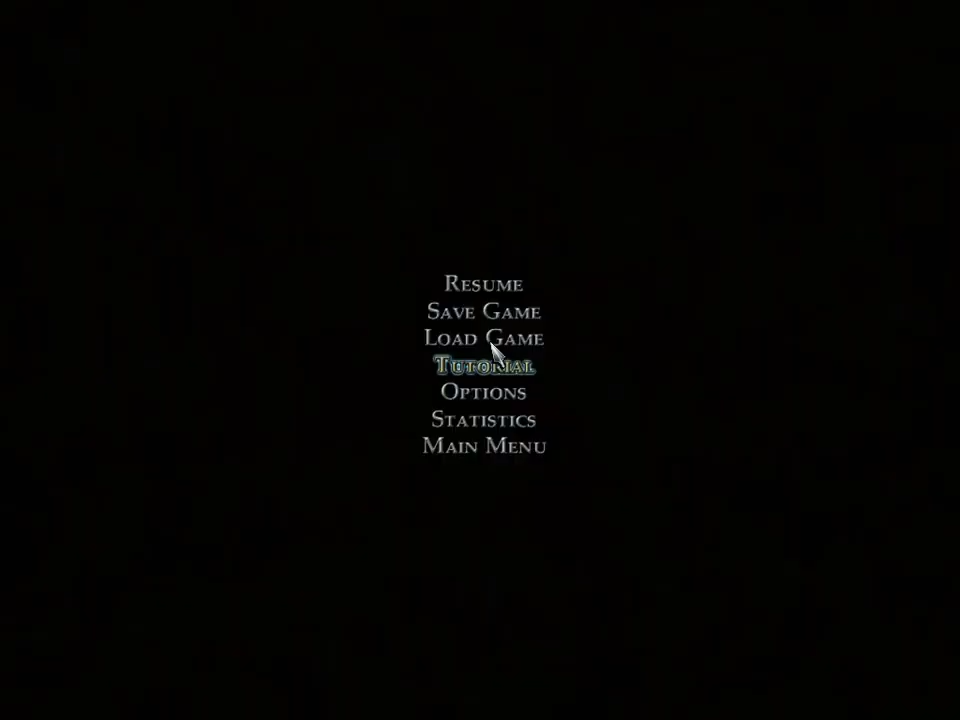 Resume
Save Game
Load Game
Tutorial
Options
Statistics
Main Menu